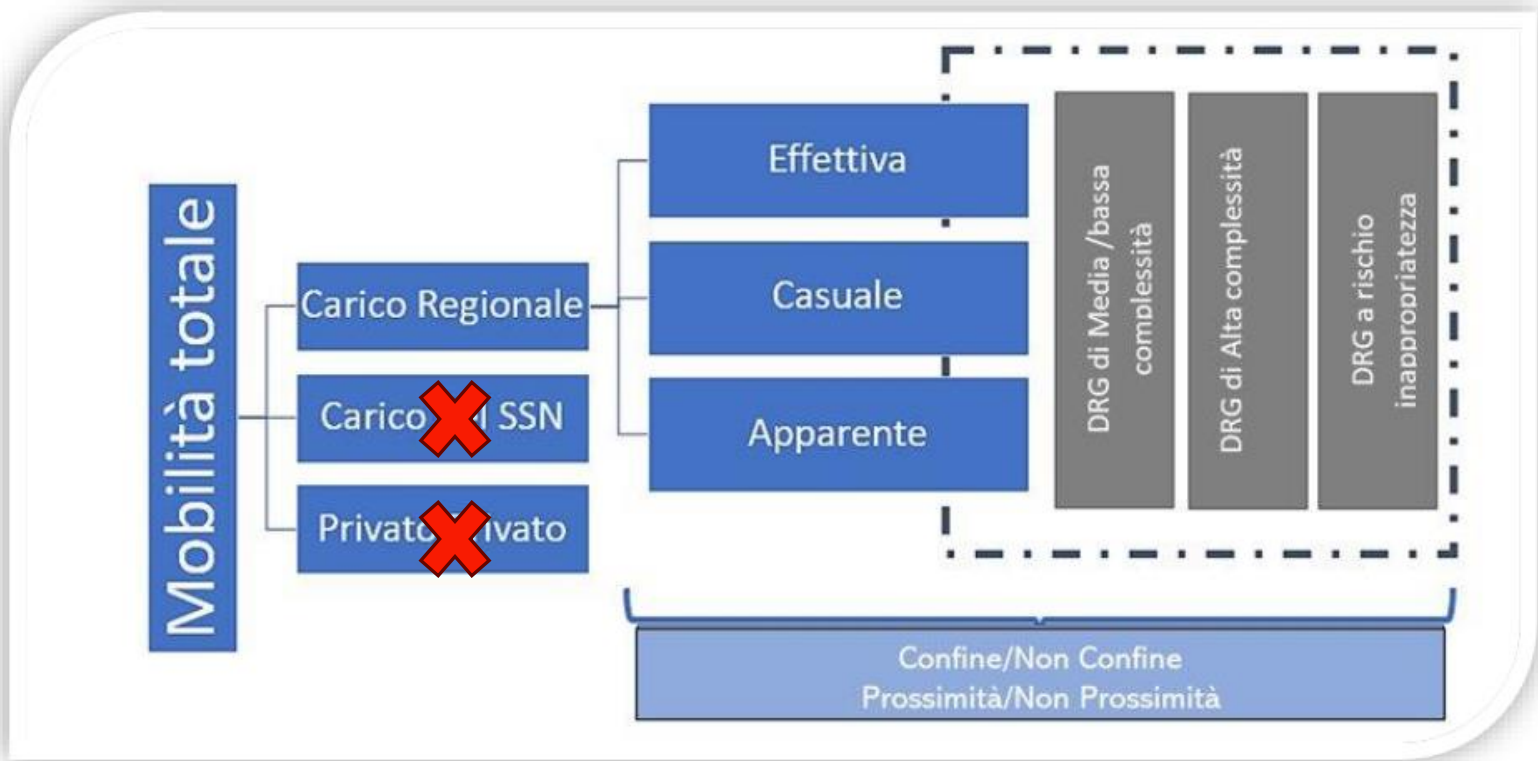 Mobilità totale
Carico Regionale
Carico SSN
Privato
Effettiva
Casuale
Apparente
DRG di Media /bassa
complessità
DRG di Alta complessità
DRG a rischio
inappropriatezza
Confine/Non Confine
Prossimità/Non Prossimità